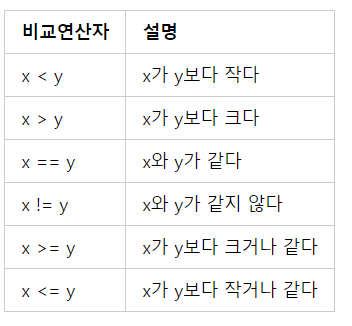 비교연산자 설명
x < y x가 y보다 작다
x > y x가 y보다 크다
x == y x와 y가 같다
x != y x와 y가 같지 않다
x >= y x가 y보다 크거나 같다
x <= y x가 y보다 작거나 같다